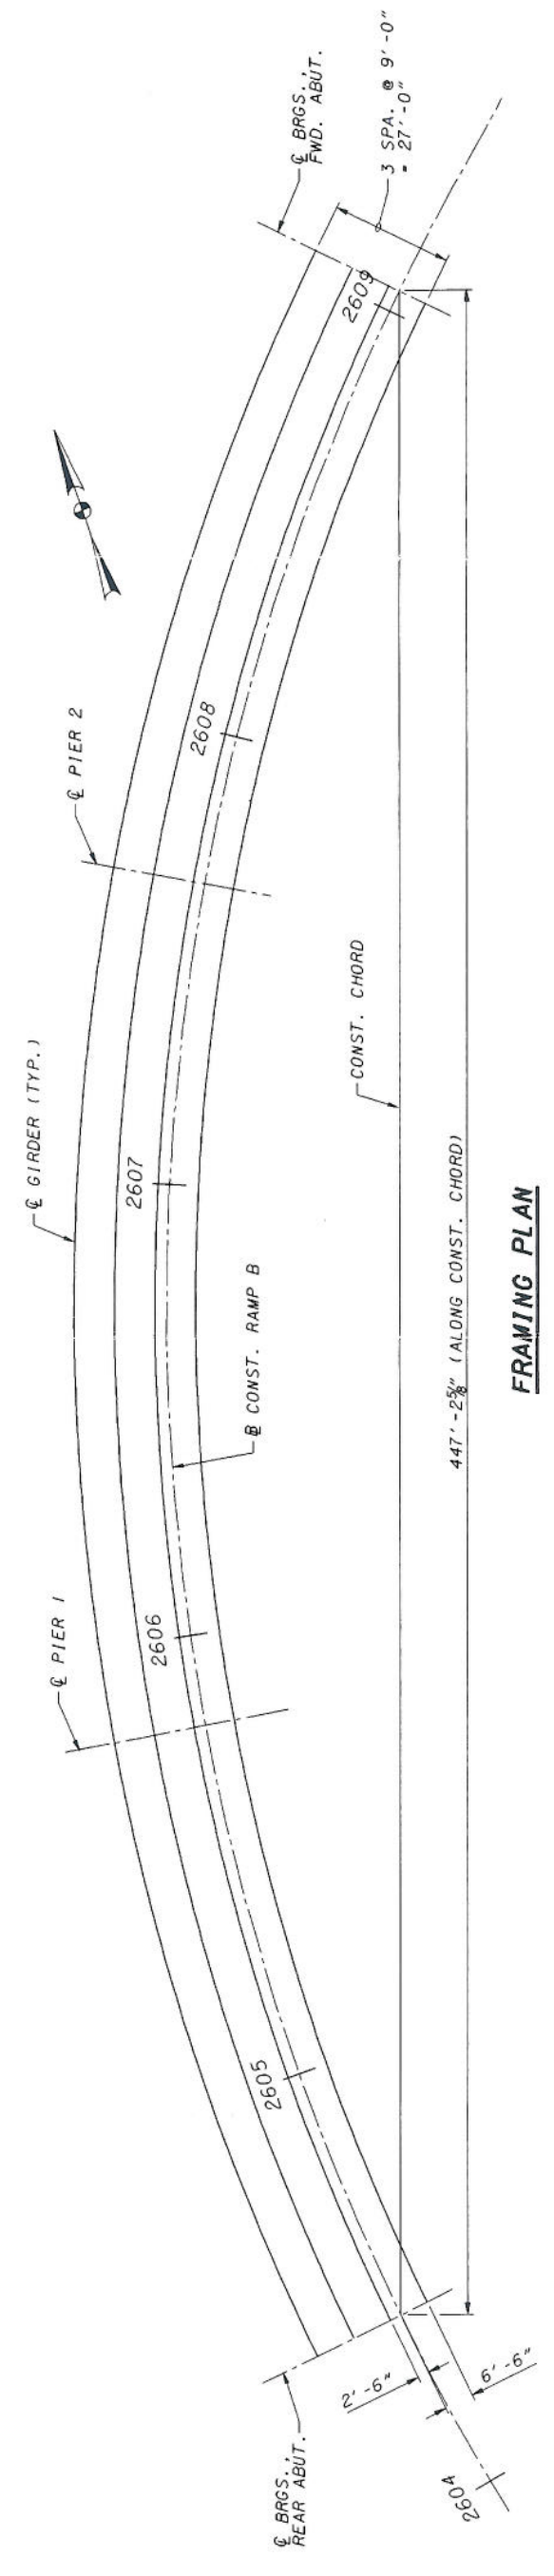 ℄ BRGS.,
REAR ABUT.
2604
2'-6"
6'-6"
2605
℄ PIER 1
2606
℄ GIRDER (TYP.)
2607
B CONST. RAMP B
℄ PIER 2
2608
CONST. CHORD
℄ BRGS.,
FWD. ABUT.
2609
3 SPA. @ 9'-0"
= 27'-0"
447'-2⅝" (ALONG CONST. CHORD)
FRAMING PLAN